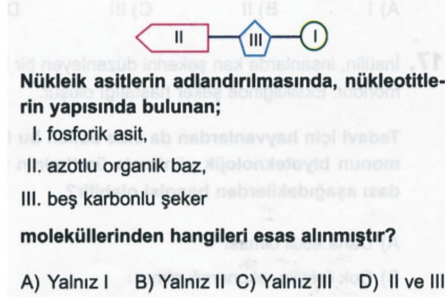 II
III
I
Nükleik asitlerin adlandırılmasında, nükleotitle-
rin yapısında bulunan;
I. fosforik asit,
II. azotlu organik baz,
III. beş karbonlu şeker
moleküllerinden hangileri esas alınmıştır?
A) Yalnız I B) Yalnız II C) Yalnız III D) II ve III